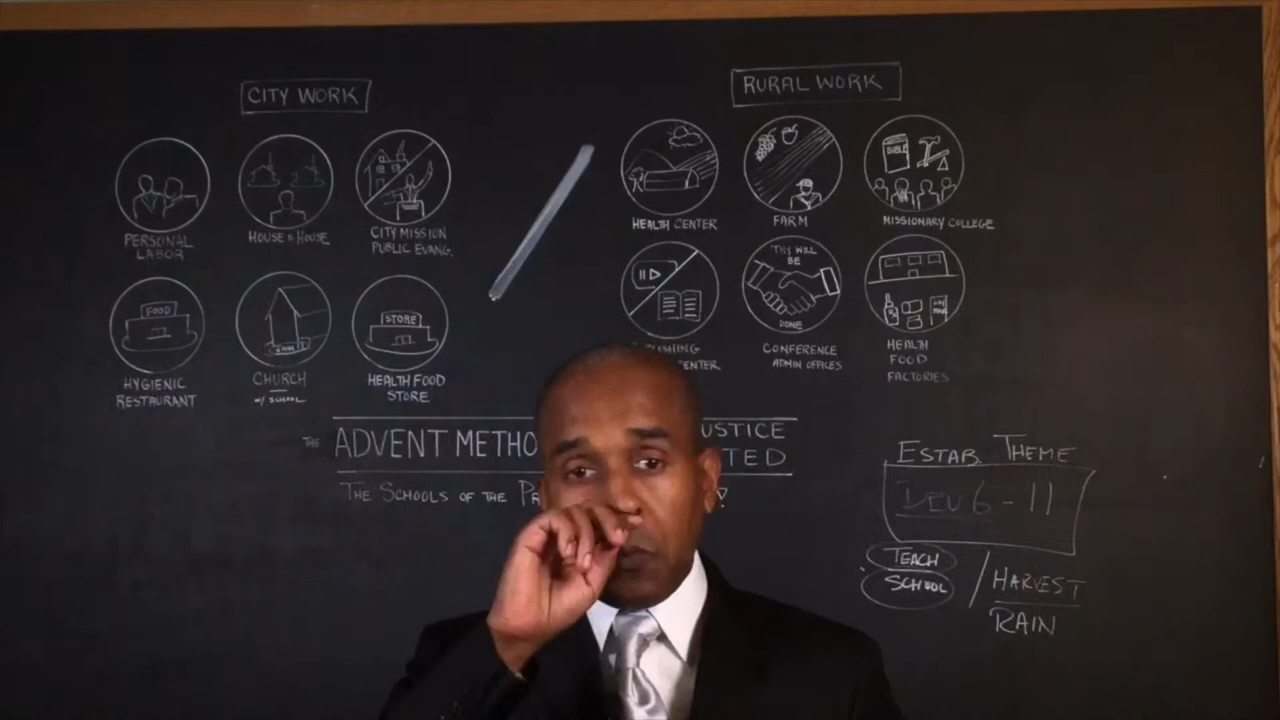 CITY WORK
RURAL WORK
PERSONAL
LABOR
HOUSE 2 HOUSE
CITY MISSION
PUBLIC EVANG.
HEALTH CENTER
FARM
BIBLE
MISSIONARY COLLEGE
FOOD
HYGIENIC
RESTAURANT
CHURCH
W/ SCHOOL
STORE
HEALTH FOOD
STORE
THY WILL
BE
DONE
CONFERENCE
ADMIN OFFICES
HEALTH
FOOD
FACTORIES
THE ADVENT METHO
USTICE
TED
THE SCHOOLS OF THE PR
?
ESTAB. THEME
DEU 6 - 11
TEACH
SCHOOL
/ HARVEST
RAIN